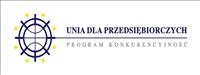 UNIA DLA PRZEDSIĘBIORCZYCH
PROGRAM KONKURENCYJNOŚĆ